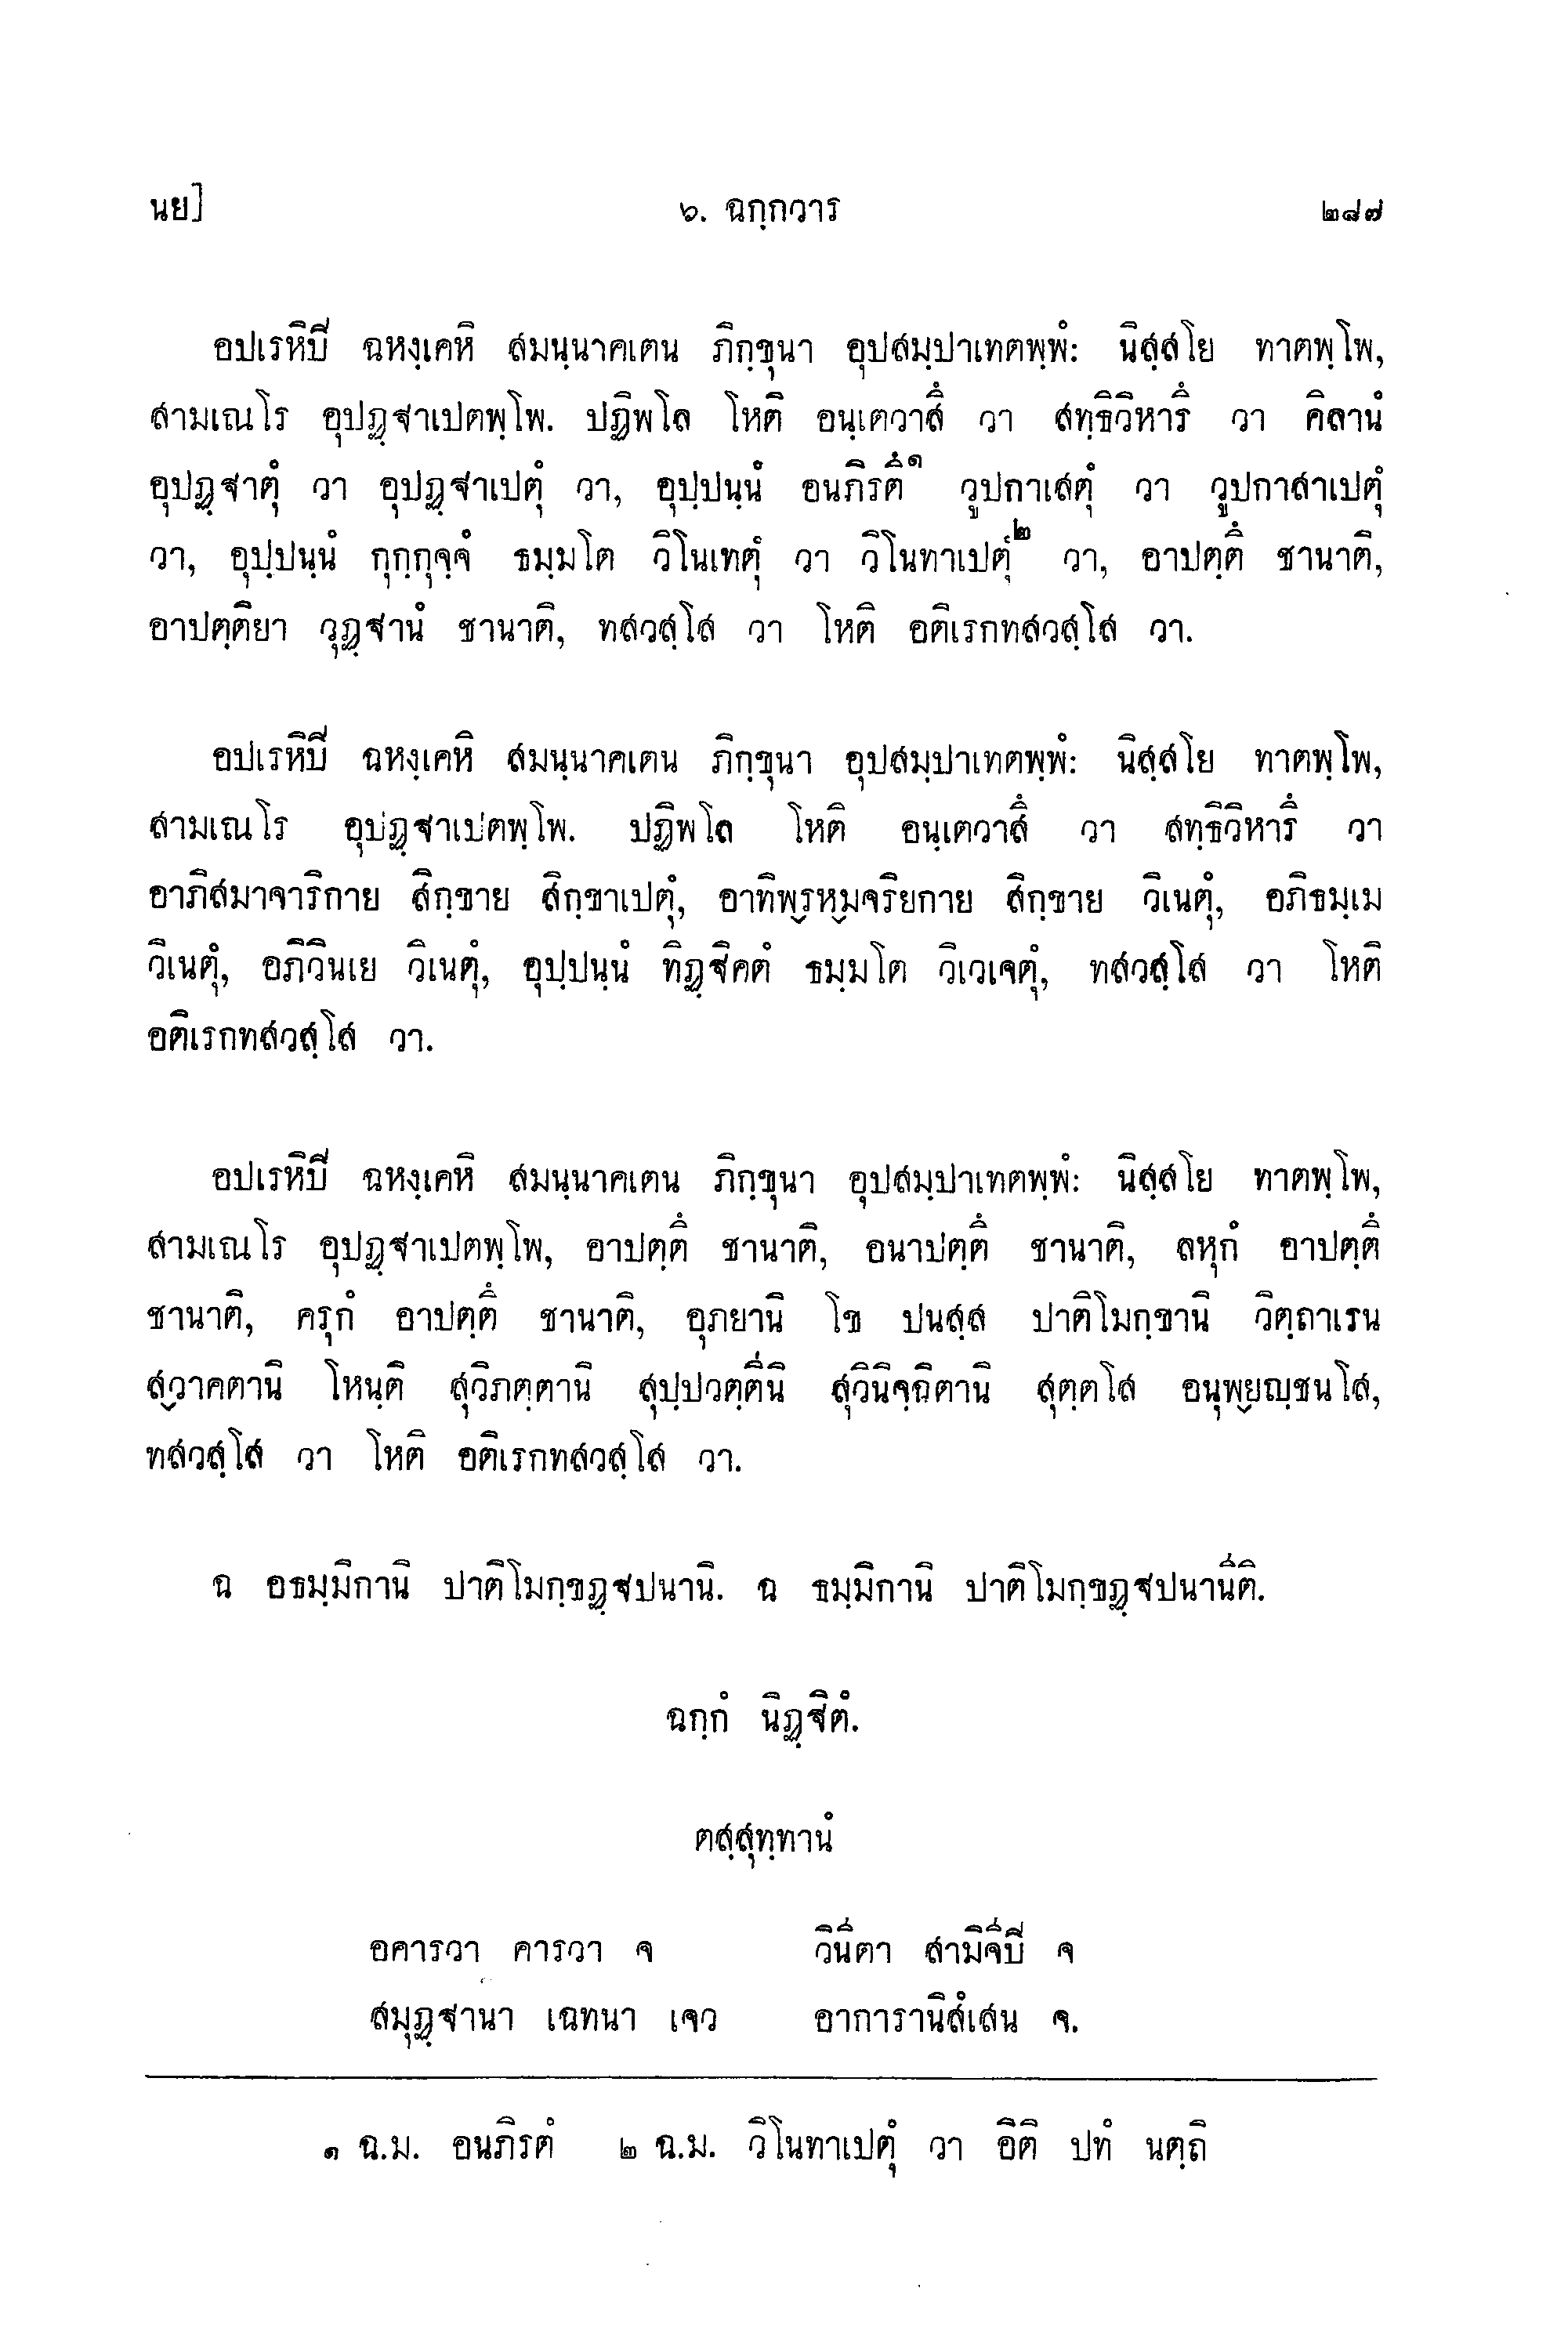 นย] ๖. ฉกฺกวาร ๒๘๗
อปเรหิปี ฉหงฺเคหิ สมนฺนาคเตน ภิกฺขุนา อุปสมฺปาเทตพฺพํ: นิสฺสโย ทาตพฺโพ,
สามเณโร อุปฏฺฐาเปตพฺโพ. ปฏิพโล โหติ อนฺเตวาสึ วา สทฺธิวิหารึ วา คิลานํ
อุปฏฺฐาตุํ วา อุปฏฺฐาเปตุํ วา, อุปฺปนฺนํ อนภิรตึ๑ วูปกาเสตุํ วา วูปกาสาเปตุํ
วา, อุปฺปนฺนํ กุกฺกุจฺจํ ธมฺมโต วิโนเทตุํ วา วิโนทาเปตุํ๒ วา, อาปตฺตึ ชานาติ,
อาปตฺติยา วุฏฺฐานํ ชานาติ, ทสวสฺโส วา โหติ อติเรกทสวสฺโส วา.
อปเรหิปี ฉหงฺเคหิ สมนฺนาคเตน ภิกฺขุนา อุปสมฺปาเทตพฺพํ: นิสฺสโย ทาตพฺโพ,
สามเณโร อุปฏฺฐาเปตพฺโพ. ปฏิพโล โหติ อนฺเตวาสึ วา สทฺธิวิหารึ วา
อาภิสมาจาริกาย สิกฺขาย สิกฺขาเปตุํ, อาทิพฺรหฺมจริยกาย สิกฺขาย วิเนตุํ, อภิธมฺเม
วิเนตุํ, อภิวินเย วิเนตุํ, อุปฺปนฺนํ ทิฏฺฐิคตํ ธมฺมโต วิเวเจตุํ, ทสวสฺโส วา โหติ
อติเรกทสวสฺโส วา.
อปเรหิปี ฉหงฺเคหิ สมนฺนาคเตน ภิกฺขุนา อุปสมฺปาเทตพฺพํ: นิสฺสโย ทาตพฺโพ,
สามเณโร อุปฏฺฐาเปตพฺโพ, อาปตฺตึ ชานาติ, อนาปตฺตึ ชานาติ, ลหุกํ อาปตฺตึ
ชานาติ, ครุกํ อาปตฺตึ ชานาติ, อุภยานิ โข ปนสฺส ปาติโมกฺขานิ วิตฺถาเรน
สฺวาคตานิ โหนฺติ สุวิภตฺตานิ สุปฺปวตฺตีนิ สุวินิจฺฉิตานิ สุตฺตโส อนุพฺยญฺชนโส,
ทสวสฺโส วา โหติ อติเรกทสวสฺโส วา.
ฉ อธมฺมิกานิ ปาติโมกฺขฏฺฐปนานิ. ฉ ธมฺมิกานิ ปาติโมกฺขฏฺฐปนานีติ.
ฉกฺกํ นิฏฺฐิตํ.
ตสฺสุทฺทานํ
อคารวา คารวา จ วินีตา สามิจีปี จ
สมุฏฺฐานา เฉทนา เจว อาการานิสํเสน จ.
๑ ฉ.ม. อนภิรตํ ๒ ฉ.ม. วิโนทาเปตุํ วา อิติ ปทํ นตฺถิ